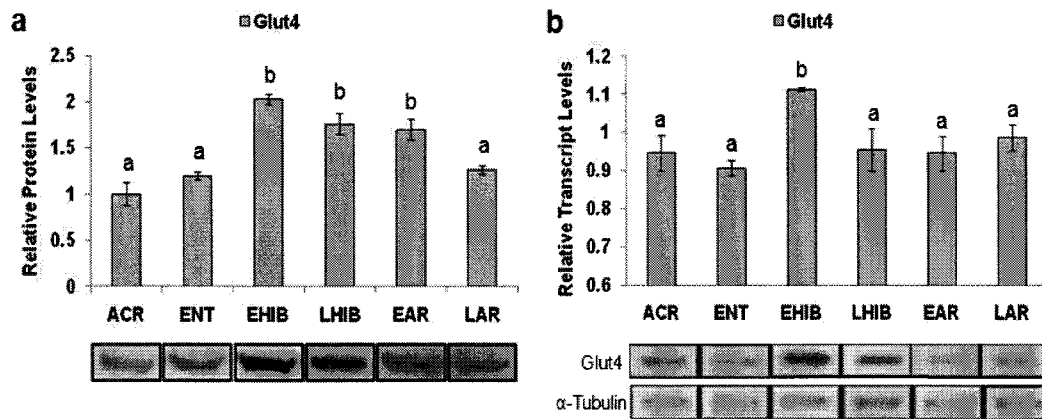 a
Glut4
Relative Protein Levels
2.5
2
1.5
1
0.5
0
a
a
b
b
b
a
ACR ENT EHIB LHIB EAR LAR
b
Glut4
Relative Transcript Levels
1.2
1.1
1
0.9
0.8
0.7
0.6
a
a
b
a
a
a
ACR ENT EHIB LHIB EAR LAR
Glut4
α-Tubulin